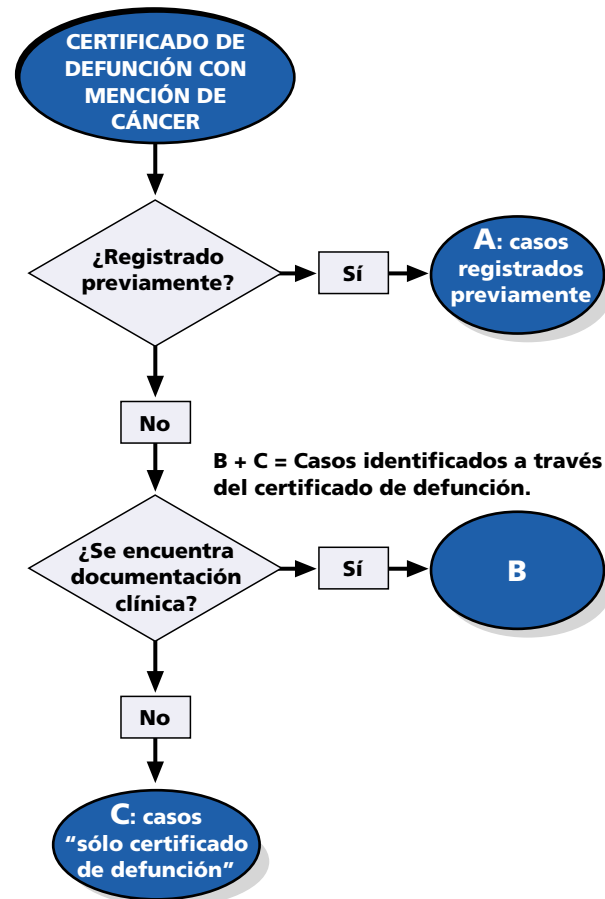 CERTIFICADO DE
DEFUNCIÓN CON
MENCIÓN DE
CÁNCER
¿Registrado
previamente?
Sí
A: casos
registrados
previamente
No
B + C = Casos identificados a través
del certificado de defunción.
¿Se encuentra
documentación
clínica?
Sí
B
No
C: casos
“sólo certificado
de defunción”